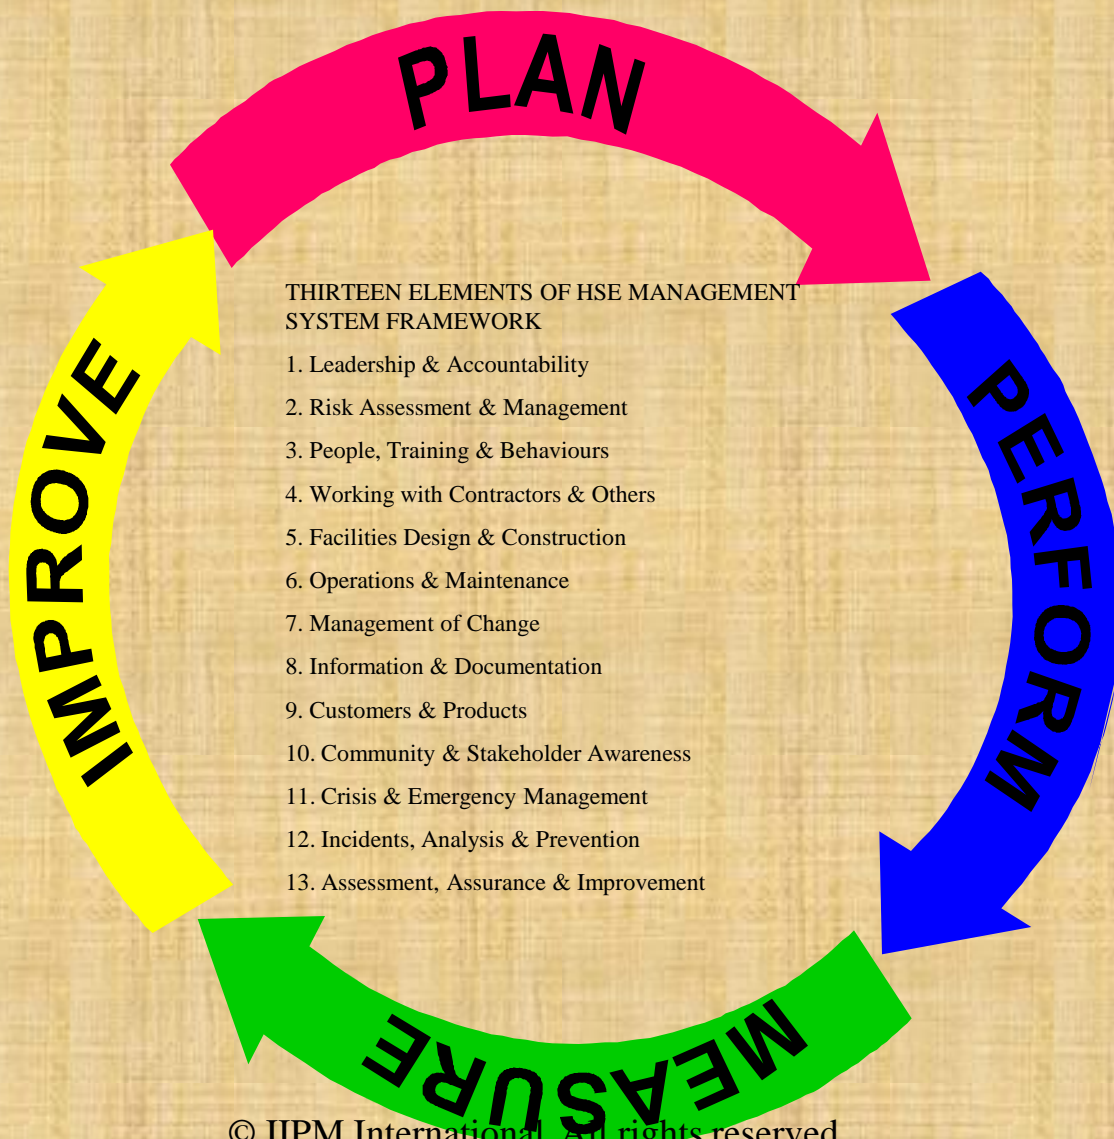 PLAN
THIRTEEN ELEMENTS OF HSE MANAGEMENT
SYSTEM FRAMEWORK
1. Leadership & Accountability
2. Risk Assessment & Management
3. People, Training & Behaviours
4. Working with Contractors & Others
5. Facilities Design & Construction
6. Operations & Maintenance
7. Management of Change
8. Information & Documentation
9. Customers & Products
10. Community & Stakeholder Awareness
11. Crisis & Emergency Management
12. Incidents, Analysis & Prevention
13. Assessment, Assurance & Improvement
PERFORM
MEASURE
IMPROVE
© IIPM International. All rights reserved